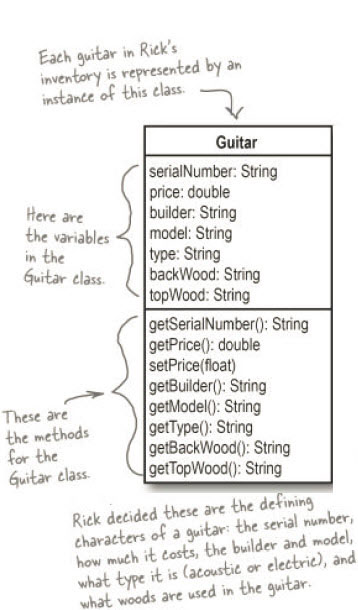 Each guitar in Rick's
inventory is represented by an
instance of this class.
Guitar
serialNumber: String
price: double
builder: String
model: String
type: String
backWood: String
topWood: String
Here are
the variables
in the
Guitar class.
getSerialNumber(): String
getPrice(): double
setPrice(float)
getBuilder(): String
getModel(): String
getType(): String
getBackWood(): String
getTopWood(): String
These are
the methods
for the
Guitar class.
Rick decided these are the defining
characters of a guitar: the serial number,
how much it costs, the builder and model,
what type it is (acoustic or electric), and
what woods are used in the guitar.